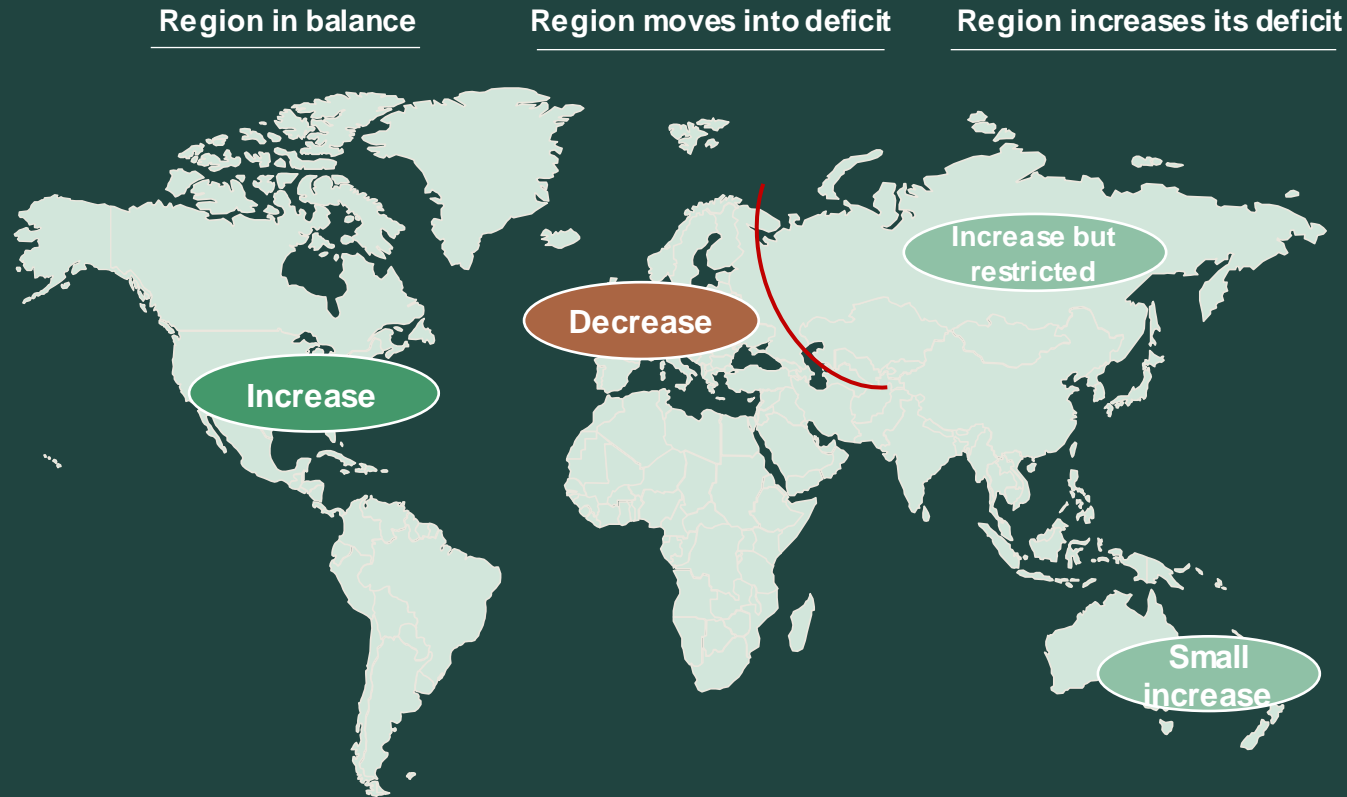 Region in balance
Region moves into deficit
Region increases its deficit
Increase but
restricted
Decrease
Increase
Small
increase